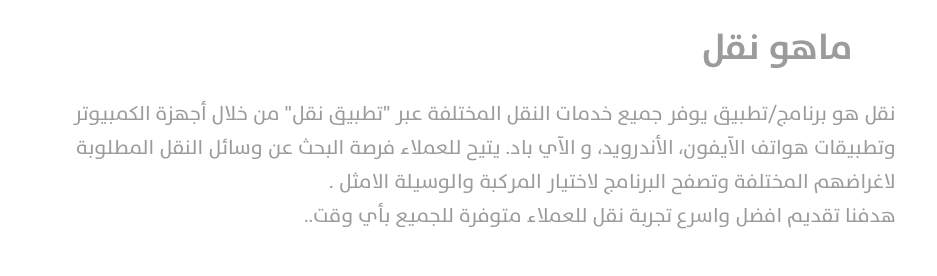 ماهو نقل
نقل هو برنامج/تطبيق يوفر جميع خدمات النقل المختلفة عبر "تطبيق نقل" من خلال أجهزة الكمبيوتر
وتطبيقات هواتف الآيفون، الأندرويد، و الآي باد. يتيح للعملاء فرصة البحث عن وسائل النقل المطلوبة
لاغراضهم المختلفة وتصفح البرنامج لاختيار المركبة والوسيلة الامثل .
هدفنا تقديم افضل واسرع تجربة نقل للعملاء متوفرة للجميع بأي وقت..